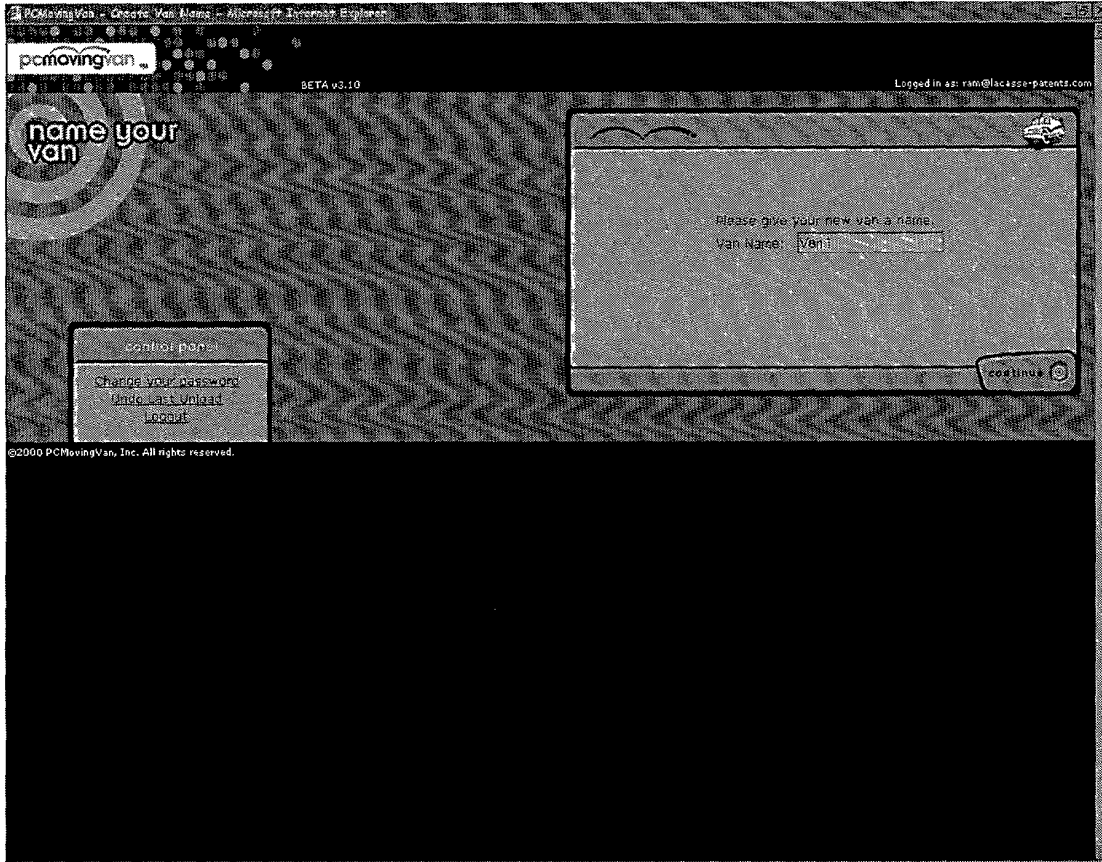 PCMovingVan - Create Van Name - Microsoft Internet Explorer
pcmovingvan TM
BETA v3.10
Logged in as: ram@lacasse-patents.com
name your
van
Please give your new van a name.
Van Name: Van1
continue
control panel
Change your password
Undo Last Unload
Logout
©2000 PCMovingVan, Inc. All rights reserved.